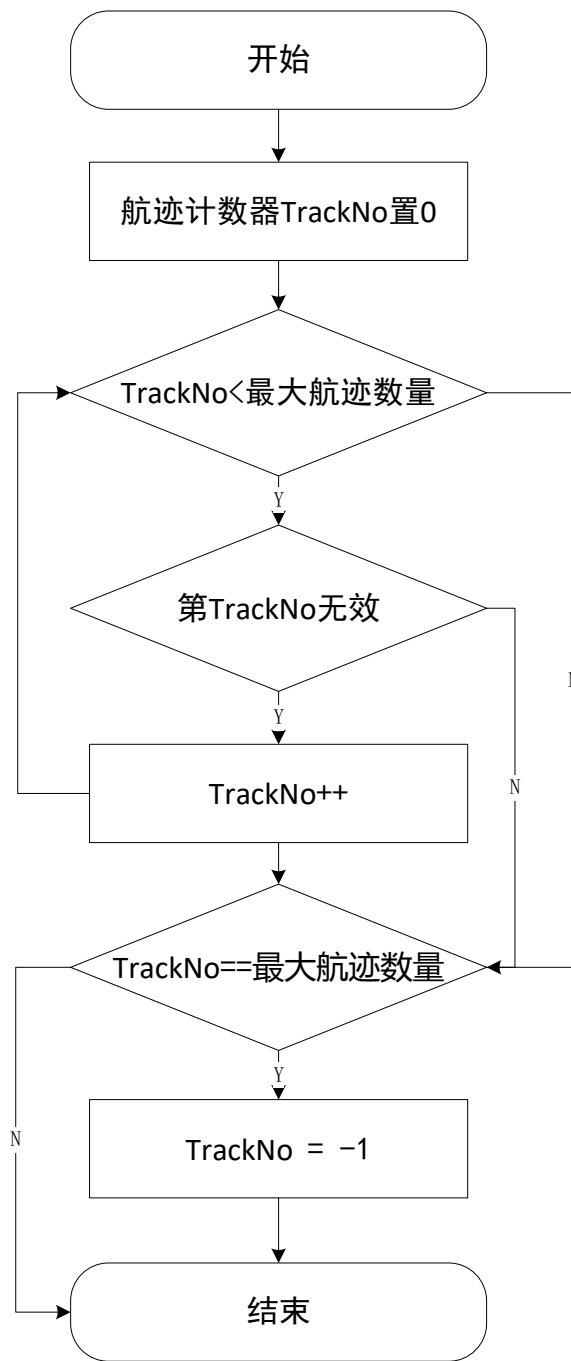 开始
航迹计数器TrackNo置0
TrackNo<最大航迹数量
Y
第TrackNo无效
N
Y
TrackNo++
N
TrackNo==最大航迹数量
Y
N
TrackNo = -1
结束